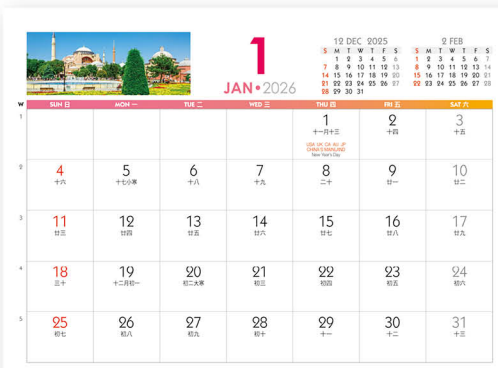 1
JAN•2026
12 DEC 2025
S M T W T F S
1 2 3 4 5 6
7 8 9 10 11 12 13
14 15 16 17 18 19 20
21 22 23 24 25 26 27
28 29 30 31
2 FEB
S M T W T F S
1 2 3 4 5 6 7
8 9 10 11 12 13 14
15 16 17 18 19 20 21
22 23 24 25 26 27 28
W SUN 日 MON 一 TUE 二 WED 三 THU 四 FRI 五 SAT 六
1 1 2 3
十一月十三 十四 十五
USA UK CA AU JP
CHINA'S MAINLAND
New Year's Day
2 4 5 6 7 8 9 10
十六 十七小寒 十八 十九 二十 廿一 廿二
3 11 12 13 14 15 16 17
廿三 廿四 廿五 廿六 廿七 廿八 廿九
4 18 19 20 21 22 23 24
三十 十二月初一 初二大寒 初三 初四 初五 初六
5 25 26 27 28 29 30 31
初七 初八 初九 初十 十一 十二 十三